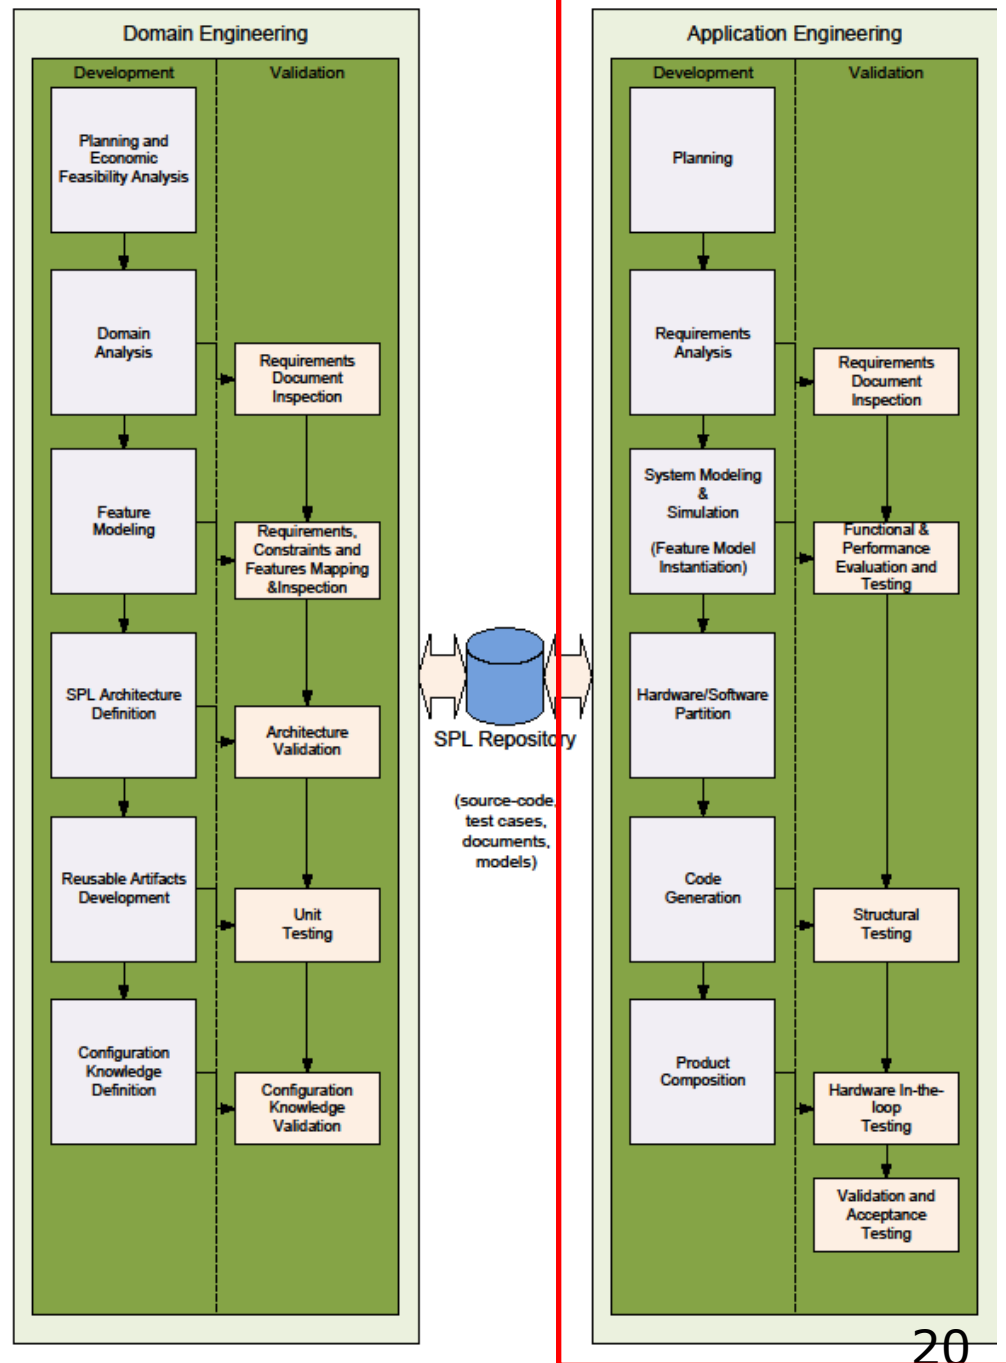 Domain Engineering
Development
Validation
Planning and
Economic
Feasibility Analysis
Domain
Analysis
Requirements
Document
Inspection
Feature
Modeling
Requirements,
Constraints and
Features Mapping
&Inspection
SPL Architecture
Definition
Architecture
Validation
Reusable Artifacts
Development
Unit
Testing
Configuration
Knowledge
Definition
Configuration
Knowledge
Validation
SPL Repository
(source-code,
test cases,
documents,
models)
Application Engineering
Development
Validation
Planning
Requirements
Analysis
Requirements
Document
Inspection
System Modeling
&
Simulation
(Feature Model
Instantiation)
Functional &
Performance
Evaluation and
Testing
Hardware/Software
Partition
Code
Generation
Structural
Testing
Product
Composition
Hardware In-the-
loop
Testing
Validation and
Acceptance
Testing
20